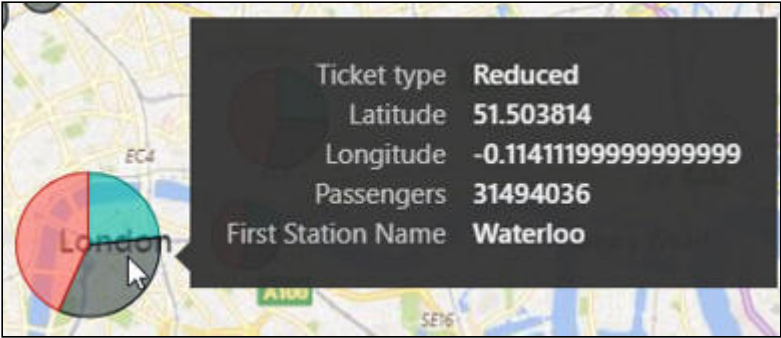 Ticket type Reduced
Latitude 51.503814
Longitude -0.11411199999999999
Passengers 31494036
First Station Name Waterloo
EC4
London
A100
SE16